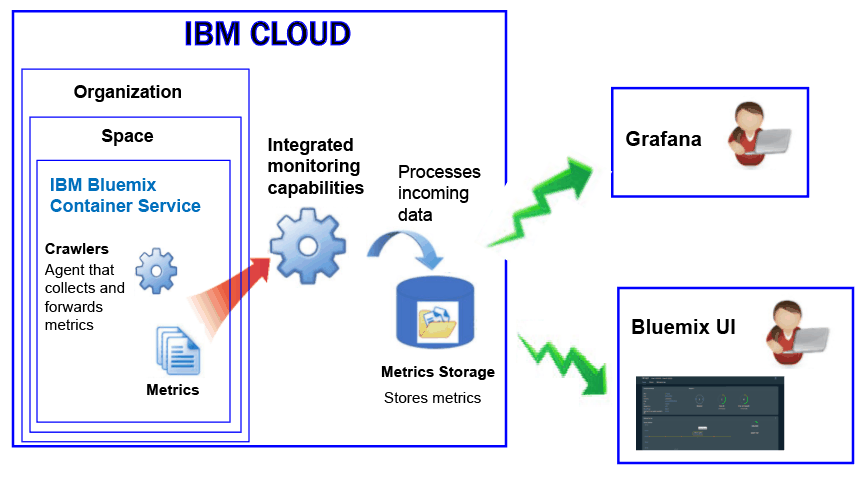 IBM CLOUD
Organization
Space
IBM Bluemix
Container Service
Crawlers
Agent that
collects and
forwards
metrics
Metrics
Integrated
monitoring
capabilities
Processes
incoming
data
Metrics Storage
Stores metrics
Grafana
Bluemix UI